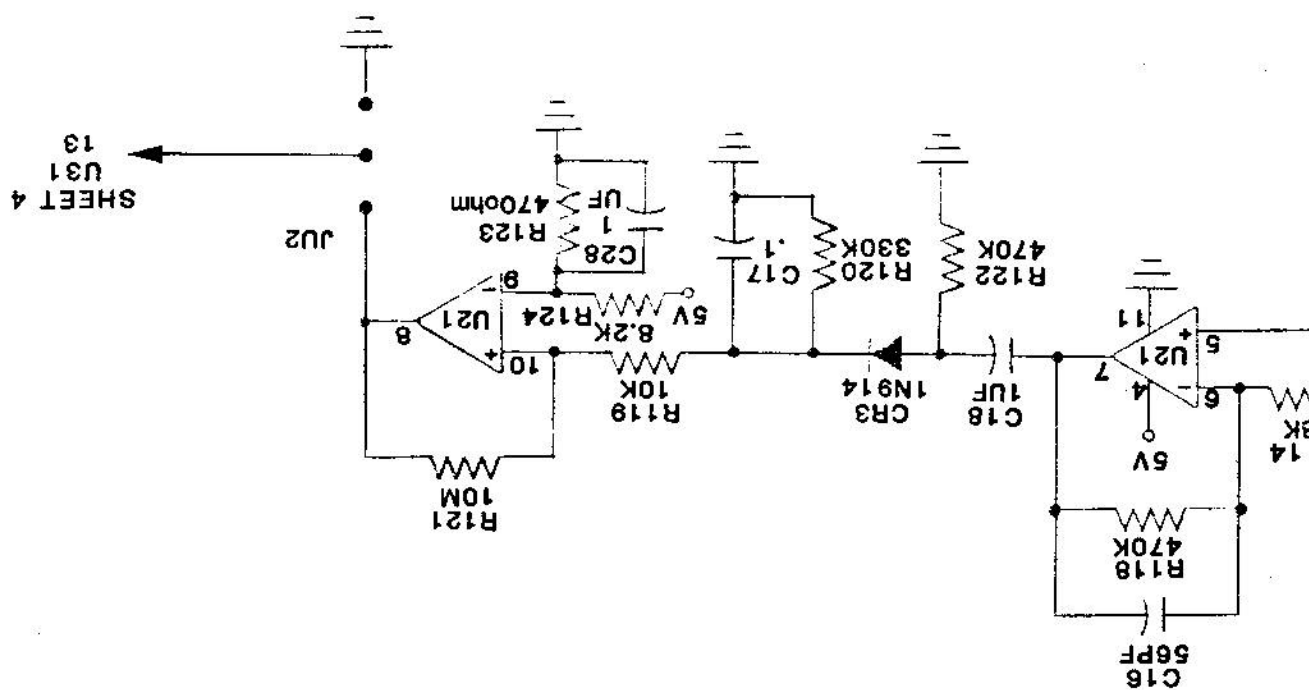 C16
56PF
R118
470K
14
5V
6
4
U21
7
5
11
C18
1UF
CR3
1N914
R122
470K
R120
330K
C17
.1
R121
10M
R119
10K
10
+
U21
8
9
-
5V
8.2K
R124
C28
1
UF
R123
470ohm
JU2
SHEET 4
U31
13